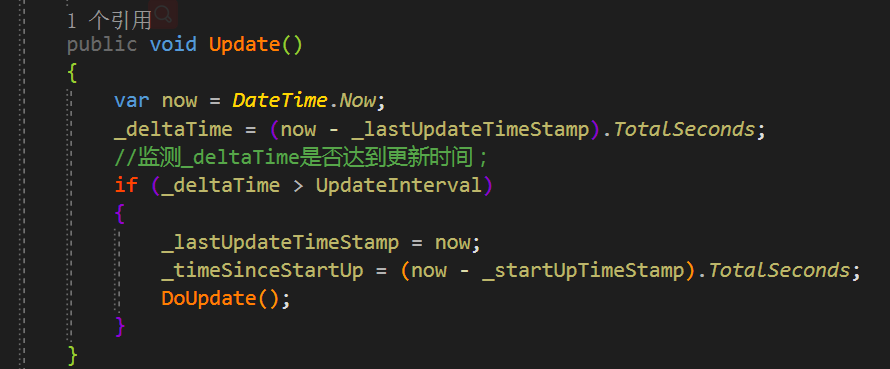 1 个引用
public void Update()
{
var now = DateTime.Now;
_deltaTime = (now - _lastUpdateTimeStamp).TotalSeconds;
//监测_deltaTime是否达到更新时间；
if (_deltaTime > UpdateInterval)
{
_lastUpdateTimeStamp = now;
_timeSinceStartUp = (now - _startUpTimeStamp).TotalSeconds;
DoUpdate();
}
}